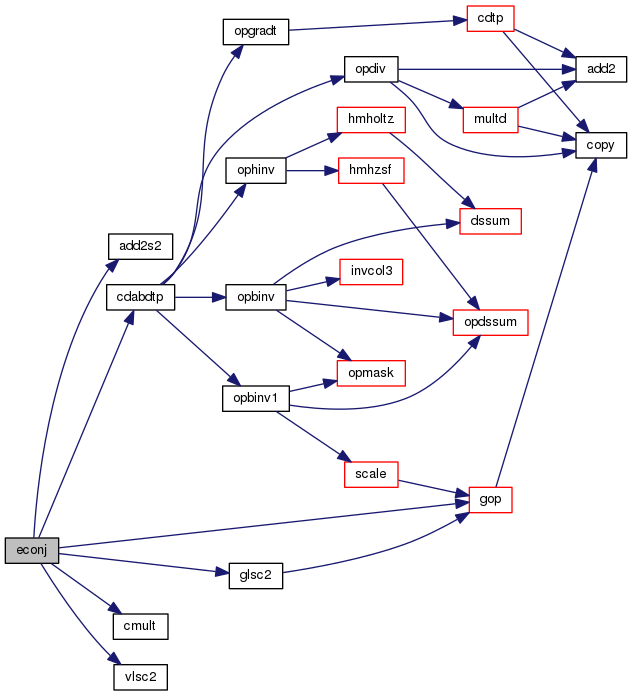 cdtp
opgradt
opdiv
add2
hmholtz
multd
copy
ophinv
hmhzsf
dssum
add2s2
invcol3
cdabdtp
opbinv
opdssum
opmask
opbinv1
scale
gop
econj
glsc2
cmult
vlsc2